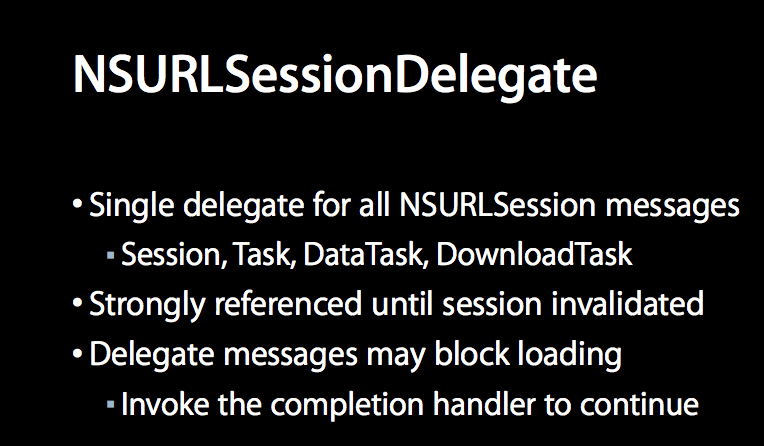 NSURLSessionDelegate
• Single delegate for all NSURLSession messages
▪ Session, Task, DataTask, DownloadTask
• Strongly referenced until session invalidated
• Delegate messages may block loading
▪ Invoke the completion handler to continue